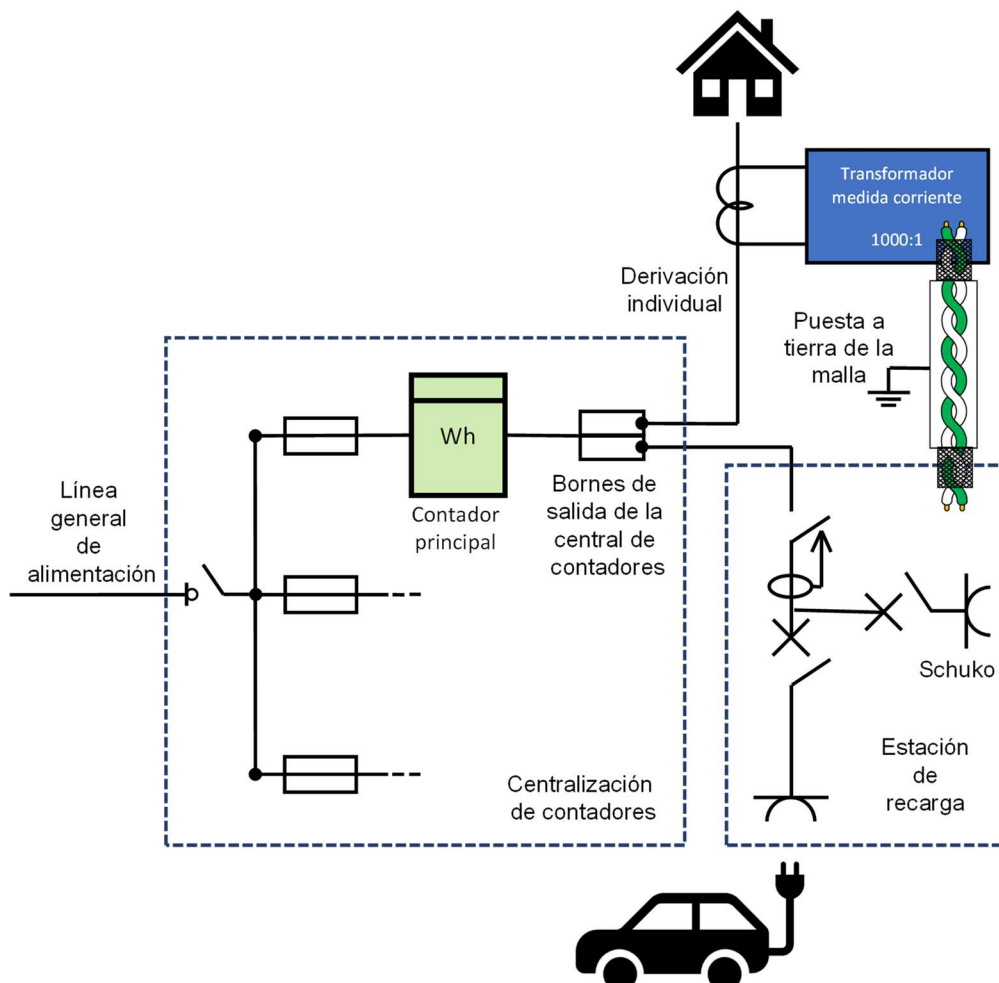 Transformador
medida corriente
1000:1
Derivación
individual
Puesta a
tierra de la
malla
Wh
Contador
principal
Bornes de
salida de la
central de
contadores
Línea
general
de
alimentación
Schuko
Estación
de
recarga
Centralización
de contadores